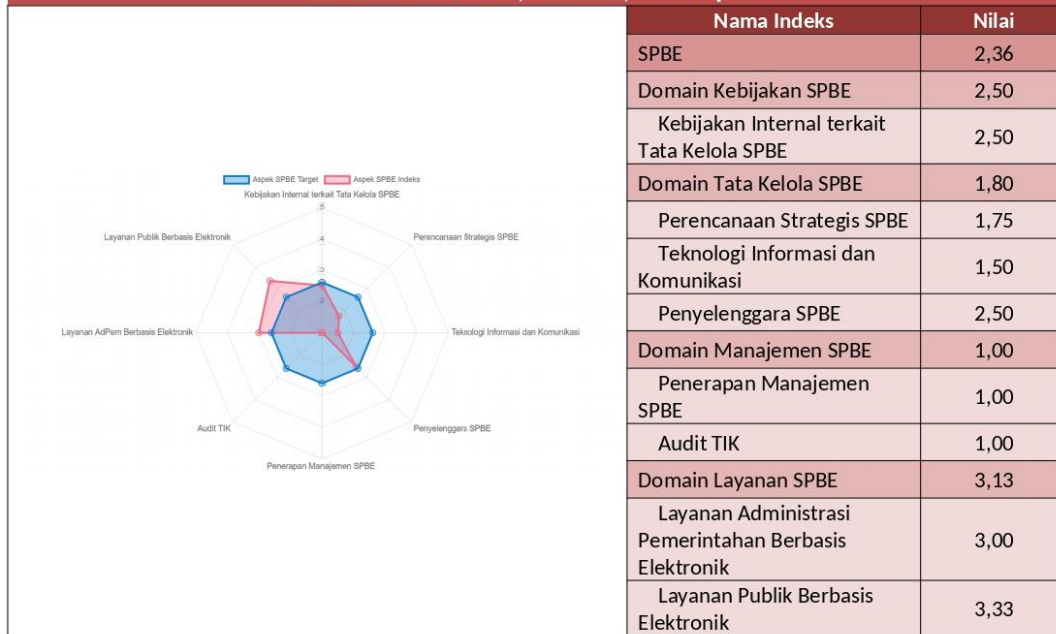 Aspek SPBE Target Aspek SPBE Indeks
Kebijakan Internal terkait Tata Kelola SPBE
5
4
3
2
Layanan Publik Berbasis Elektronik
Perencanaan Strategis SPBE
Layanan AdPem Berbasis Elektronik
Teknologi Informasi dan Komunikasi
Audit TIK
Penyelenggara SPBE
Penerapan Manajemen SPBE
Nama Indeks Nilai
SPBE 2,36
Domain Kebijakan SPBE 2,50
Kebijakan Internal terkait
Tata Kelola SPBE 2,50
Domain Tata Kelola SPBE 1,80
Perencanaan Strategis SPBE 1,75
Teknologi Informasi dan
Komunikasi 1,50
Penyelenggara SPBE 2,50
Domain Manajemen SPBE 1,00
Penerapan Manajemen
SPBE 1,00
Audit TIK 1,00
Domain Layanan SPBE 3,13
Layanan Administrasi
Pemerintahan Berbasis 3,00
Elektronik
Layanan Publik Berbasis
Elektronik 3,33